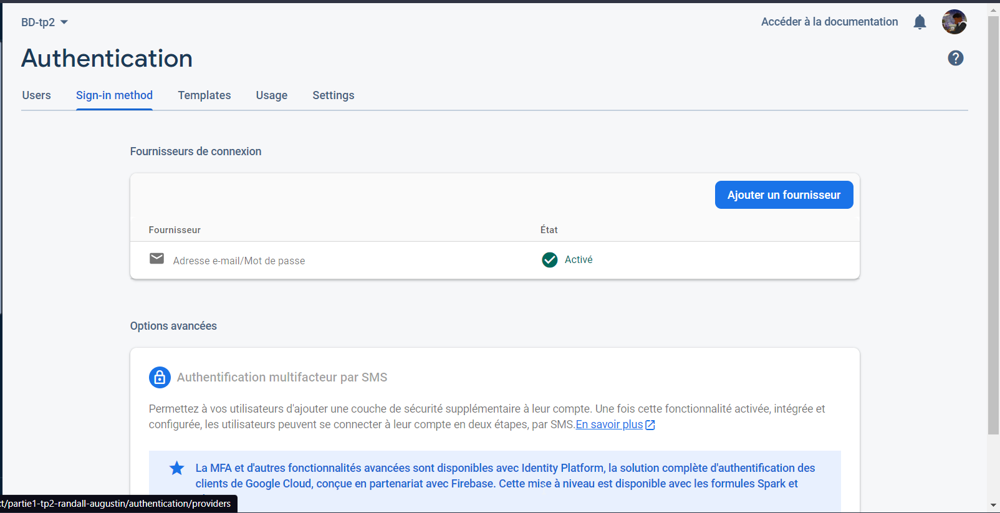 BD-tp2
Accéder à la documentation
Authentication
Users Sign-in method Templates Usage Settings
Fournisseurs de connexion
Ajouter un fournisseur
Fournisseur État
Adresse e-mail/Mot de passe Activé
Options avancées
Authentification multifacteur par SMS
Permettez à vos utilisateurs d'ajouter une couche de sécurité supplémentaire à leur compte. Une fois cette fonctionnalité activée, intégrée et
configurée, les utilisateurs peuvent se connecter à leur compte en deux étapes, par SMS.En savoir plus
La MFA et d'autres fonctionnalités avancées sont disponibles avec Identity Platform, la solution complète d'authentification des
clients de Google Cloud, conçue en partenariat avec Firebase. Cette mise à niveau est disponible avec les formules Spark et
ct/partie1-tp2-randall-augustin/authentication/providers